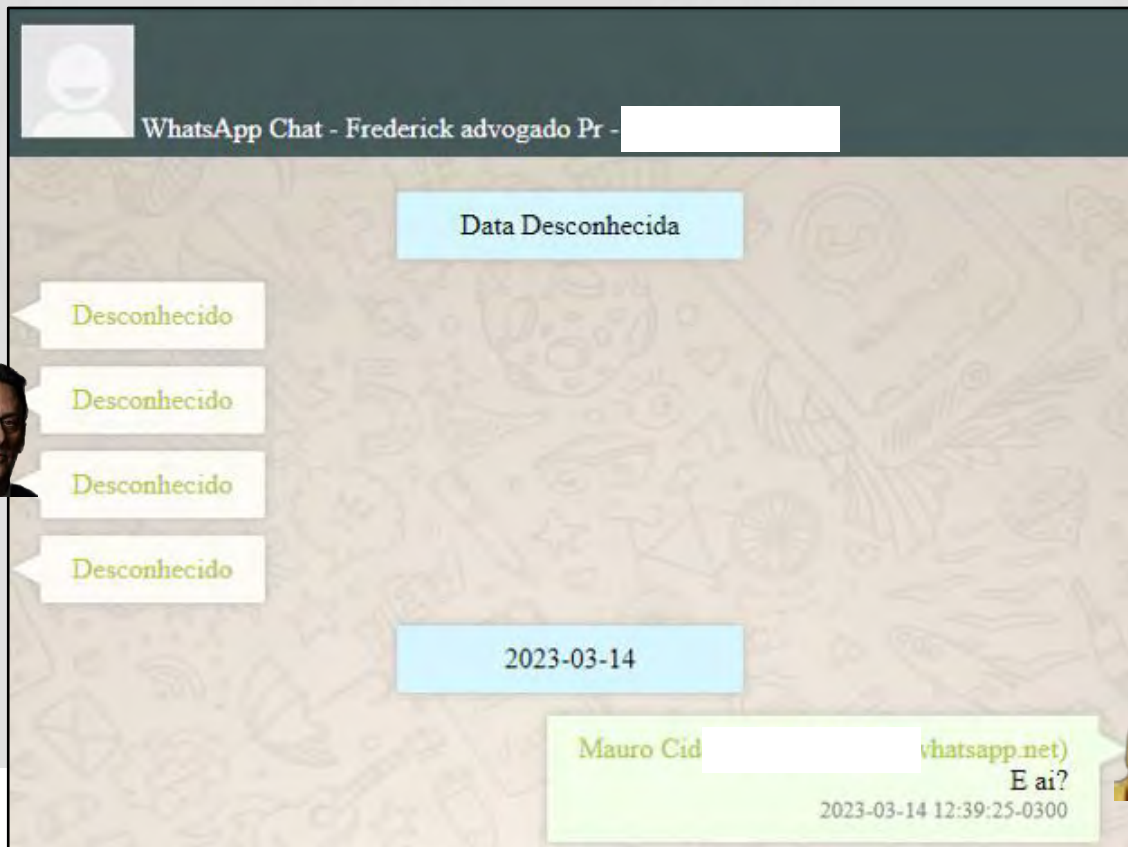 WhatsApp Chat - Frederick advogado Pr -
Data Desconhecida
Desconhecido
Desconhecido
Desconhecido
Desconhecido
2023-03-14
Mauro Cid
whatsapp.net)
E ai?
2023-03-14 12:39:25-0300